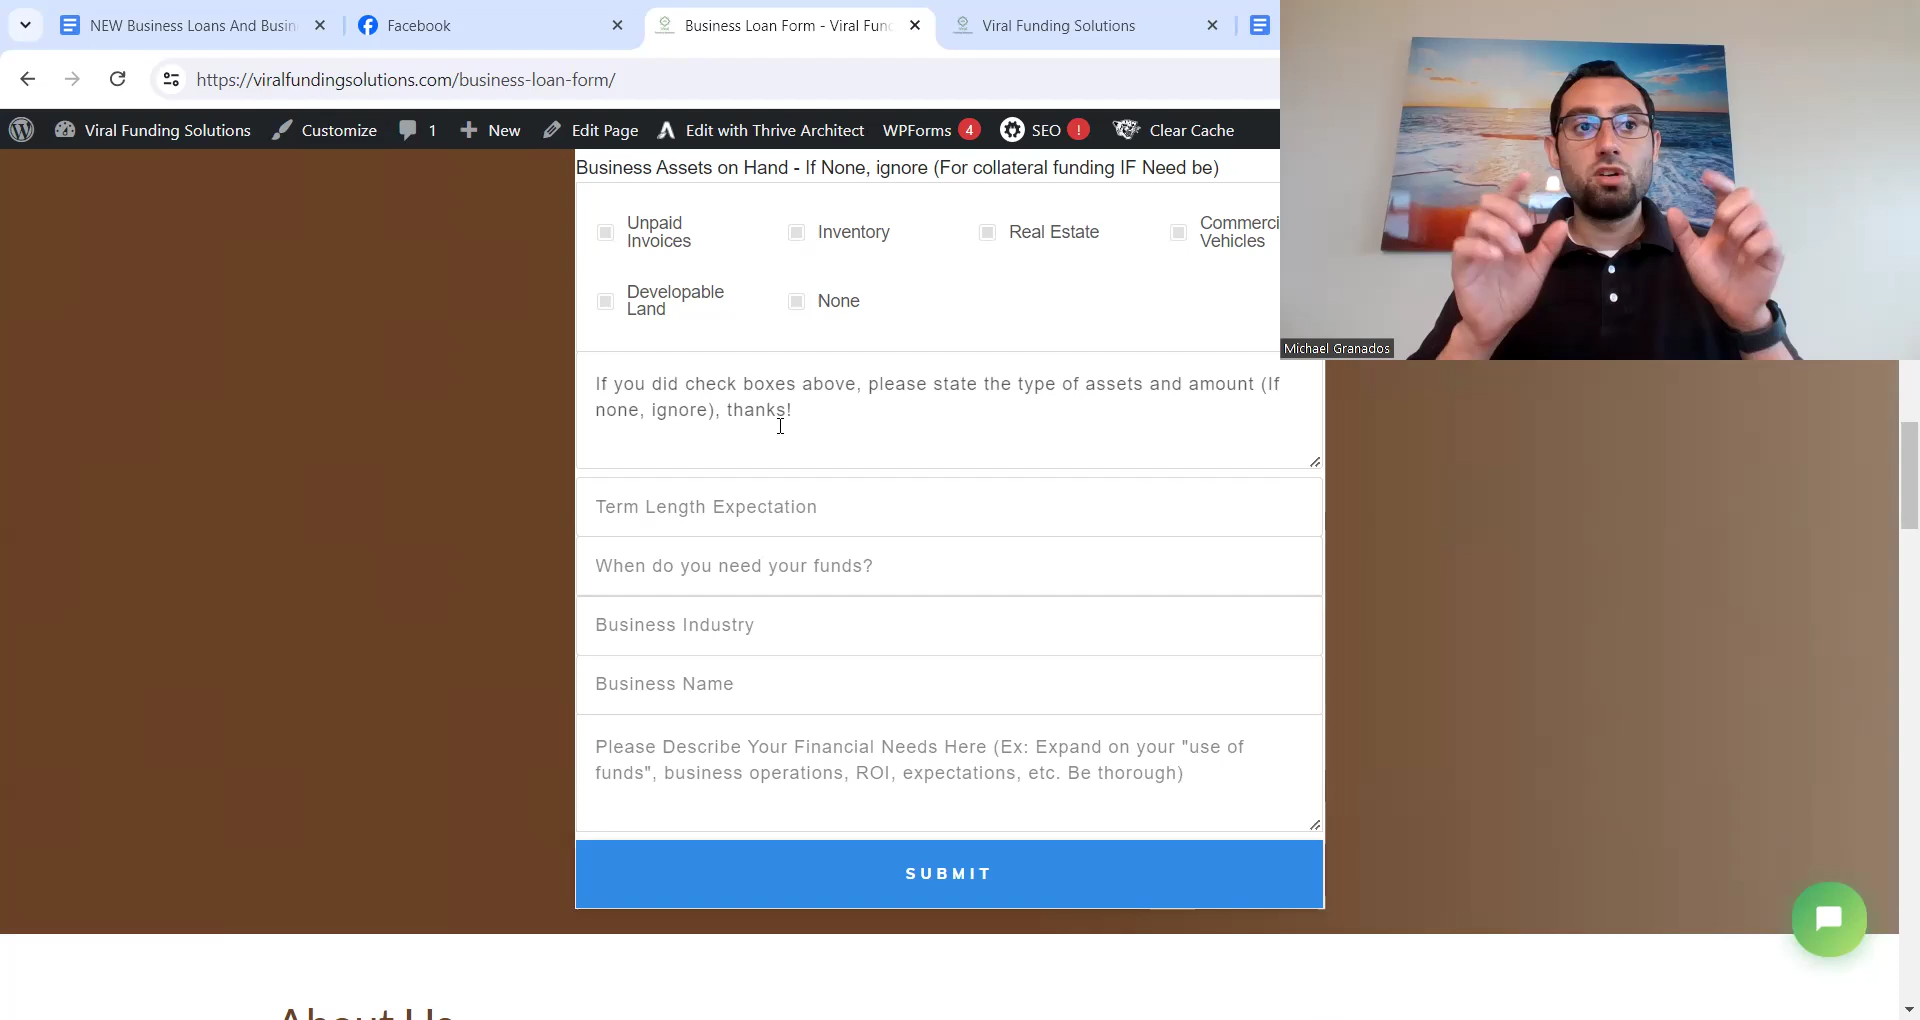 NEW Business Loans And Busin
Facebook
Business Loan Form - Viral Func
Viral Funding Solutions
https://viralfundingsolutions.com/business-loan-form/
Viral Funding Solutions
Customize
1
New
Edit Page
Edit with Thrive Architect
WPForms 4
SEO !
Clear Cache
Business Assets on Hand - If None, ignore (For collateral funding IF Need be)
Unpaid
Invoices
Inventory
Real Estate
Commerci
Vehicles
Developable
Land
None
Michael Granados
If you did check boxes above, please state the type of assets and amount (If
none, ignore), thanks!
Term Length Expectation
When do you need your funds?
Business Industry
Business Name
Please Describe Your Financial Needs Here (Ex: Expand on your "use of
funds", business operations, ROI, expectations, etc. Be thorough)
SUBMIT
About Us